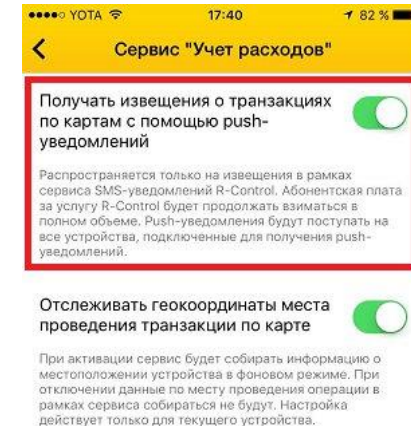 YOTA 17:40 82 %
Сервис "Учет расходов"
Получать извещения о транзакциях
по картам с помощью push-
уведомлений
Распространяется только на извещения в рамках
сервиса SMS-уведомлений R-Control. Абонентская плата
за услугу R-Control будет продолжать взиматься в
полном объеме. Push-уведомления будут поступать на
все устройства, подключенные для получения push-
уведомлений.
Отслеживать геокоординаты места
проведения транзакции по карте
При активации сервис будет собирать информацию о
местоположении устройства в фоновом режиме. При
отключении данные по месту проведения операции в
рамках сервиса собираться не будут. Настройка
действует только для текущего устройства.